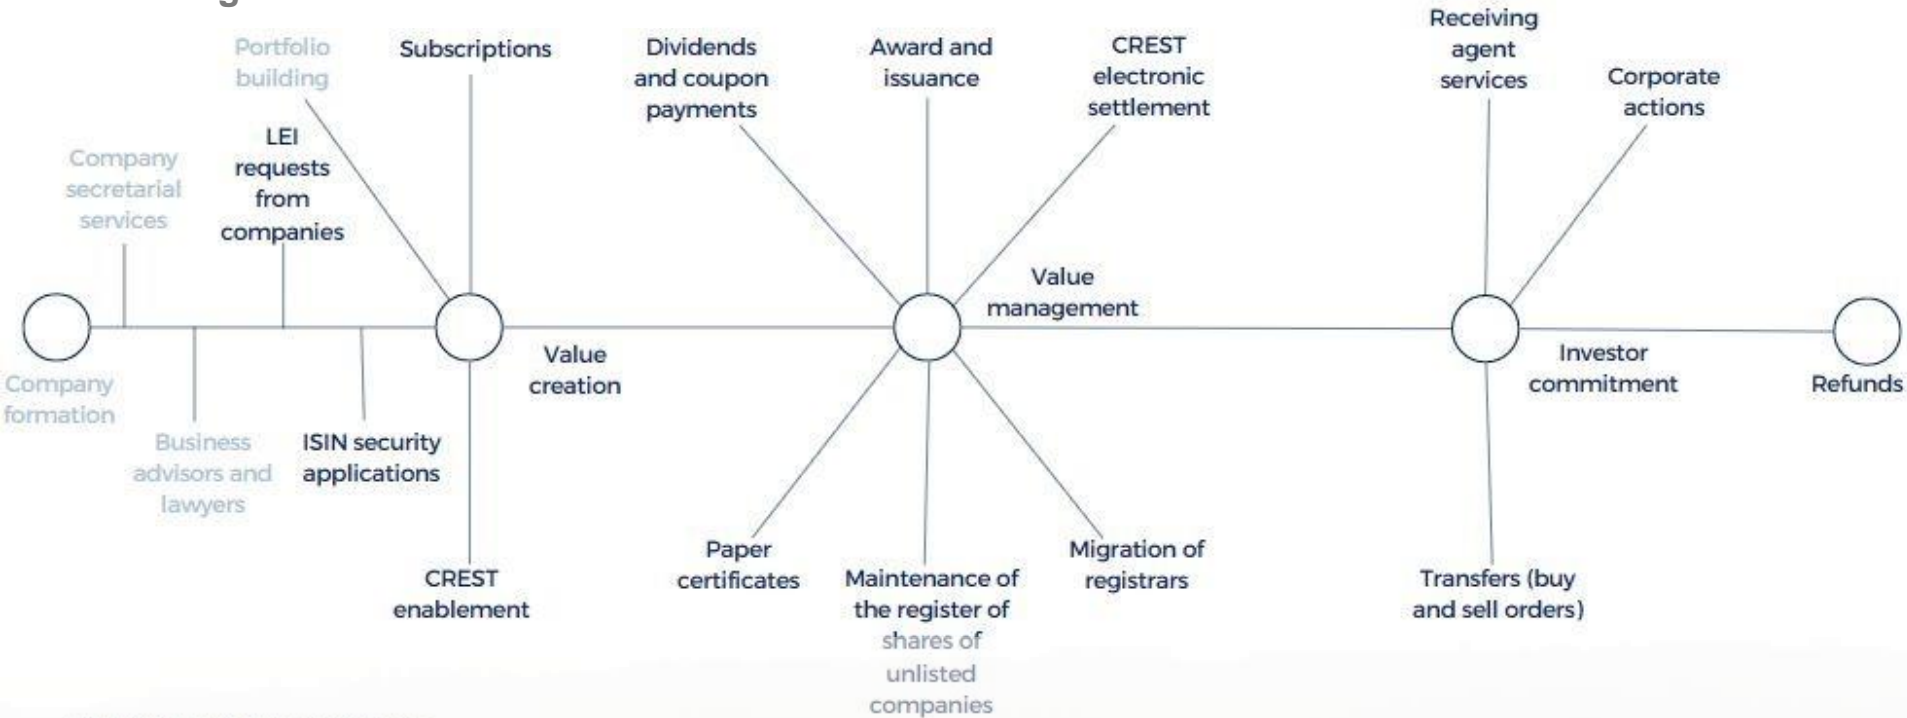 Portfolio
building
Subscriptions
Dividends
and coupon
payments
Award and
issuance
CREST
electronic
settlement
Receiving
agent
services
Corporate
actions
LEI
requests
from
companies
Company
secretarial
services
Value
management
Value
creation
Investor
commitment
Refunds
Company
formation
Business
advisors and
lawyers
ISIN security
applications
CREST
enablement
Paper
certificates
Maintenance of
the register of
shares of
unlisted
companies
Migration of
registrars
Transfers (buy
and sell orders)